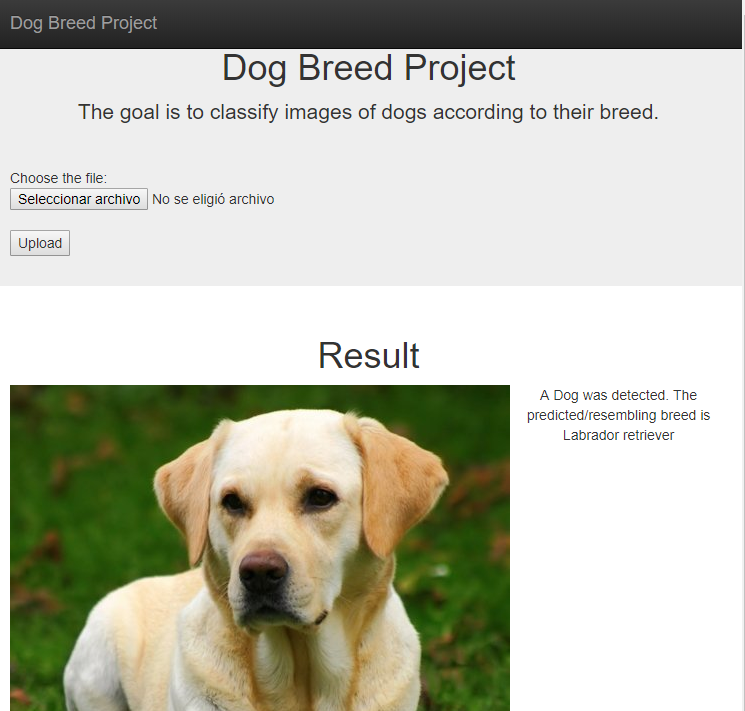 Dog Breed Project
Dog Breed Project
The goal is to classify images of dogs according to their breed.
Choose the file:
Seleccionar archivo No se eligió archivo
Upload
Result
A Dog was detected. The
predicted/resembling breed is
Labrador retriever